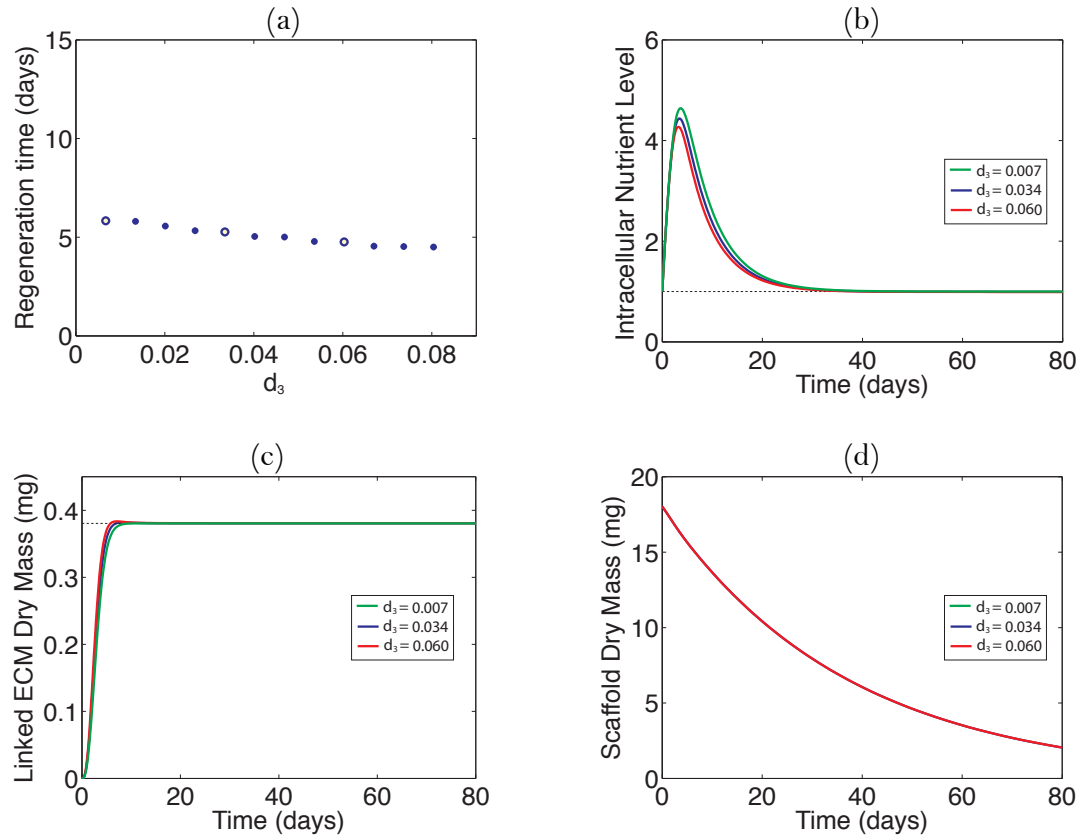 (a)
15
10
5
0
Regeneration time (days)
0
0.02
0.04
0.06
0.08
d₃
(b)
6
4
2
0
Intracellular Nutrient Level
d₃ = 0.007
d₃ = 0.034
d₃ = 0.060
0
20
40
60
80
Time (days)
(c)
0.4
0.3
0.2
0.1
0
Linked ECM Dry Mass (mg)
d₃ = 0.007
d₃ = 0.034
d₃ = 0.060
0
20
40
60
80
Time (days)
(d)
20
15
10
5
0
Scaffold Dry Mass (mg)
d₃ = 0.007
d₃ = 0.034
d₃ = 0.060
0
20
40
60
80
Time (days)